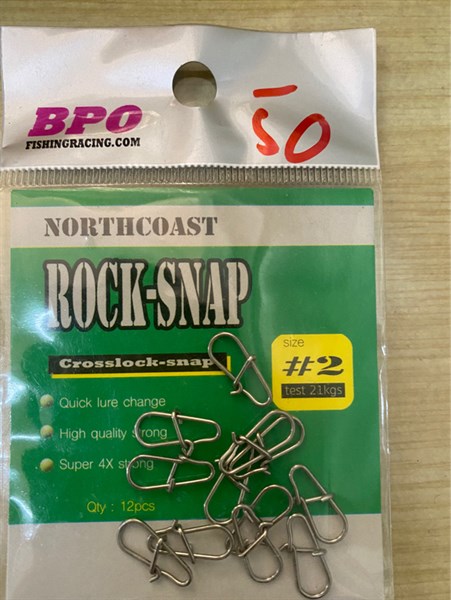 BPO
FISHINGRACING.COM
50
NORTHCOAST
ROCK-SNAP
Crosslock-snap
size
#2
test 21kgs
Quick lure change
High quality strong
Super 4X strong
Qty : 12pcs